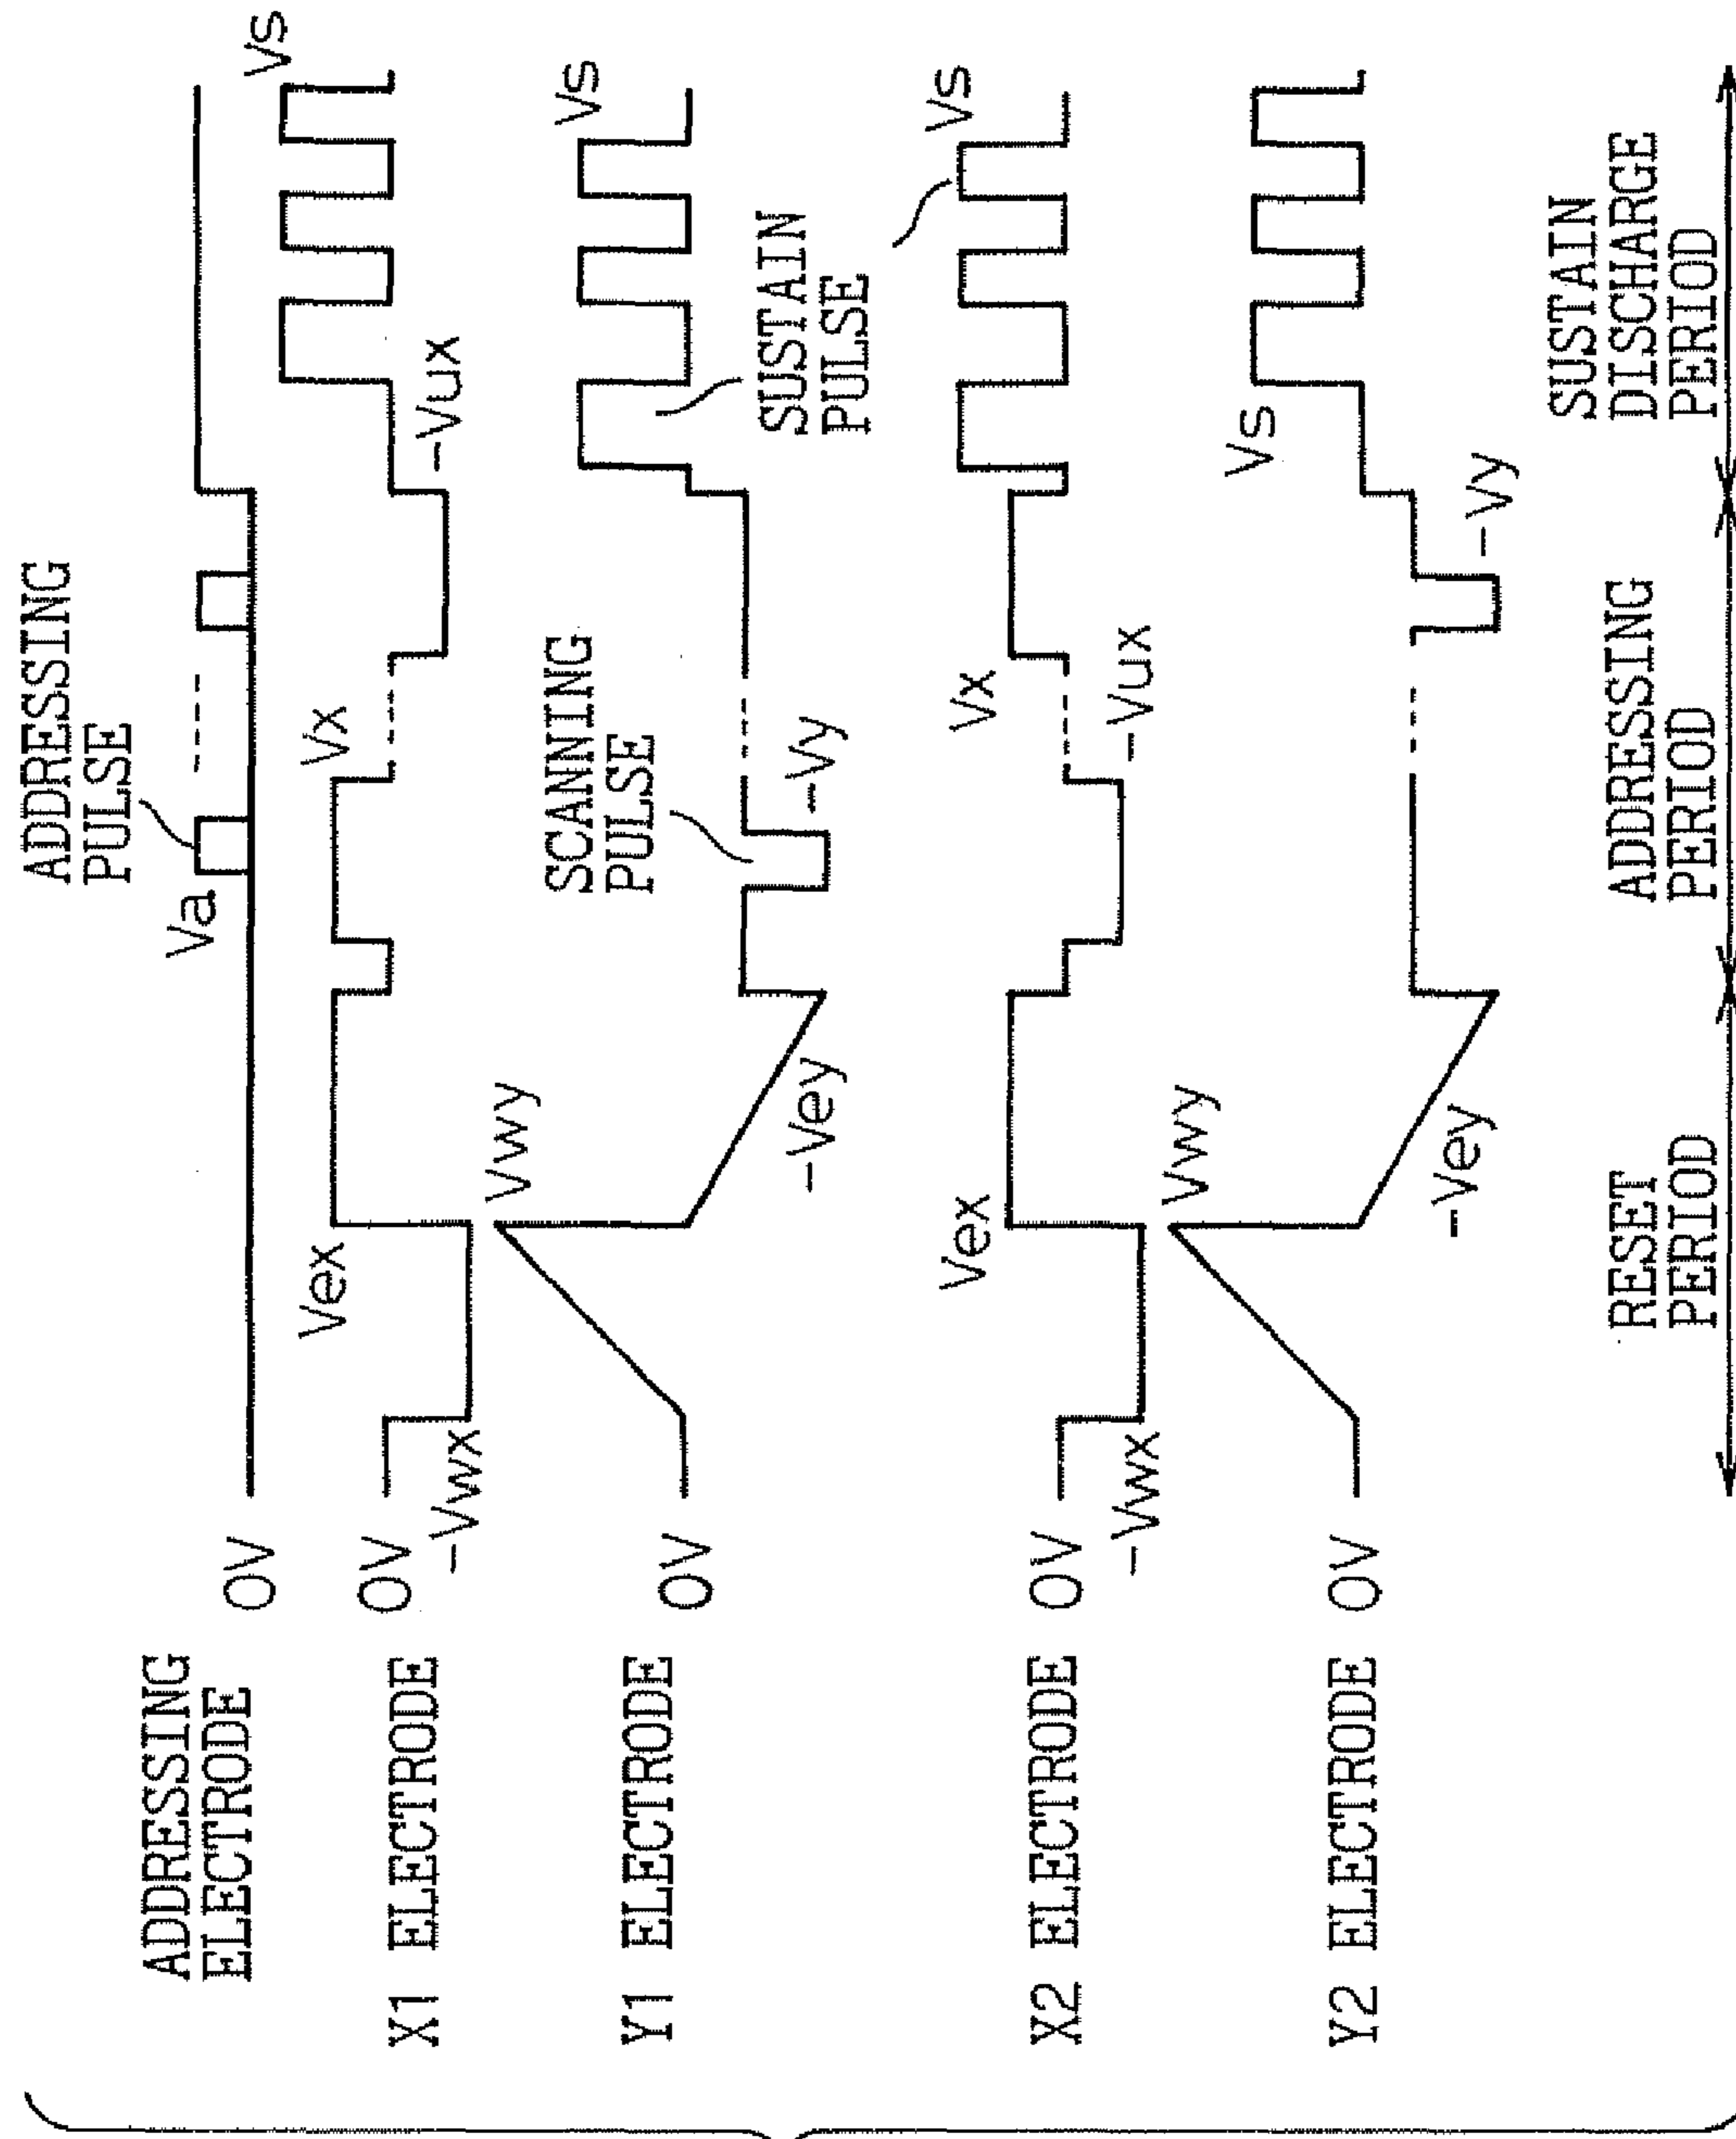 ADDRESSING
ELECTRODE
0V
Va
ADDRESSING
PULSE
X1 ELECTRODE
0V
-Vwx
Vex
Vx
-Vux
Vs
Y1 ELECTRODE
0V
Vwy
-Vey
SCANNING
PULSE
-Vy
Vs
SUSTAIN
PULSE
X2 ELECTRODE
0V
-Vwx
Vex
-Vux
Vx
Vs
Y2 ELECTRODE
0V
Vwy
-Vey
-Vy
Vs
RESET
PERIOD
ADDRESSING
PERIOD
SUSTAIN
DISCHARGE
PERIOD